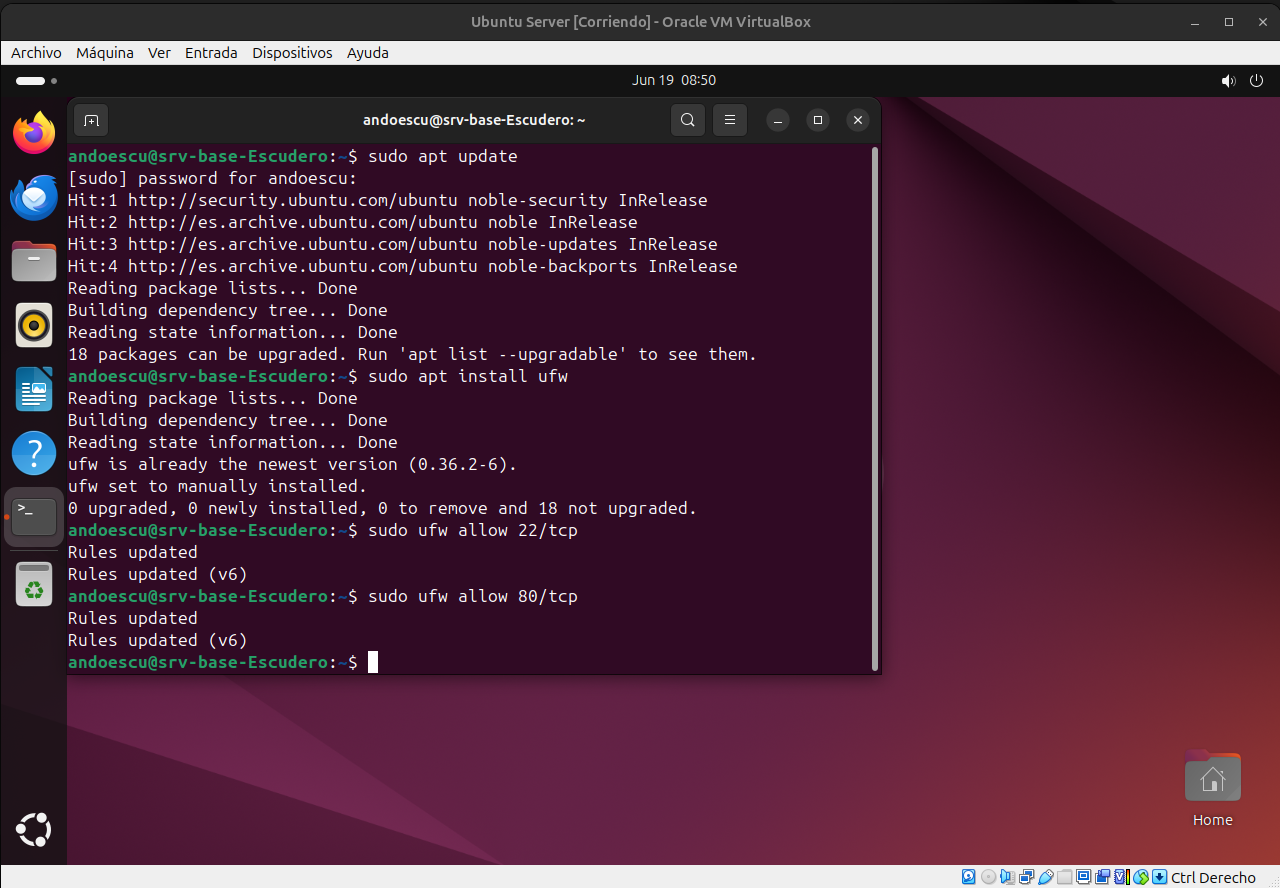 Ubuntu Server [Corriendo] - Oracle VM VirtualBox
Archivo Máquina Ver Entrada Dispositivos Ayuda
Jun 19 08:50
andoescu@srv-base-Escudero: ~
andoescu@srv-base-Escudero:~$ sudo apt update
[sudo] password for andoescu:
Hit:1 http://security.ubuntu.com/ubuntu noble-security InRelease
Hit:2 http://es.archive.ubuntu.com/ubuntu noble InRelease
Hit:3 http://es.archive.ubuntu.com/ubuntu noble-updates InRelease
Hit:4 http://es.archive.ubuntu.com/ubuntu noble-backports InRelease
Reading package lists... Done
Building dependency tree... Done
Reading state information... Done
18 packages can be upgraded. Run 'apt list --upgradable' to see them.
andoescu@srv-base-Escudero:~$ sudo apt install ufw
Reading package lists... Done
Building dependency tree... Done
Reading state information... Done
ufw is already the newest version (0.36.2-6).
ufw set to manually installed.
0 upgraded, 0 newly installed, 0 to remove and 18 not upgraded.
andoescu@srv-base-Escudero:~$ sudo ufw allow 22/tcp
Rules updated
Rules updated (v6)
andoescu@srv-base-Escudero:~$ sudo ufw allow 80/tcp
Rules updated
Rules updated (v6)
andoescu@srv-base-Escudero:~$
Home
Ctrl Derecho